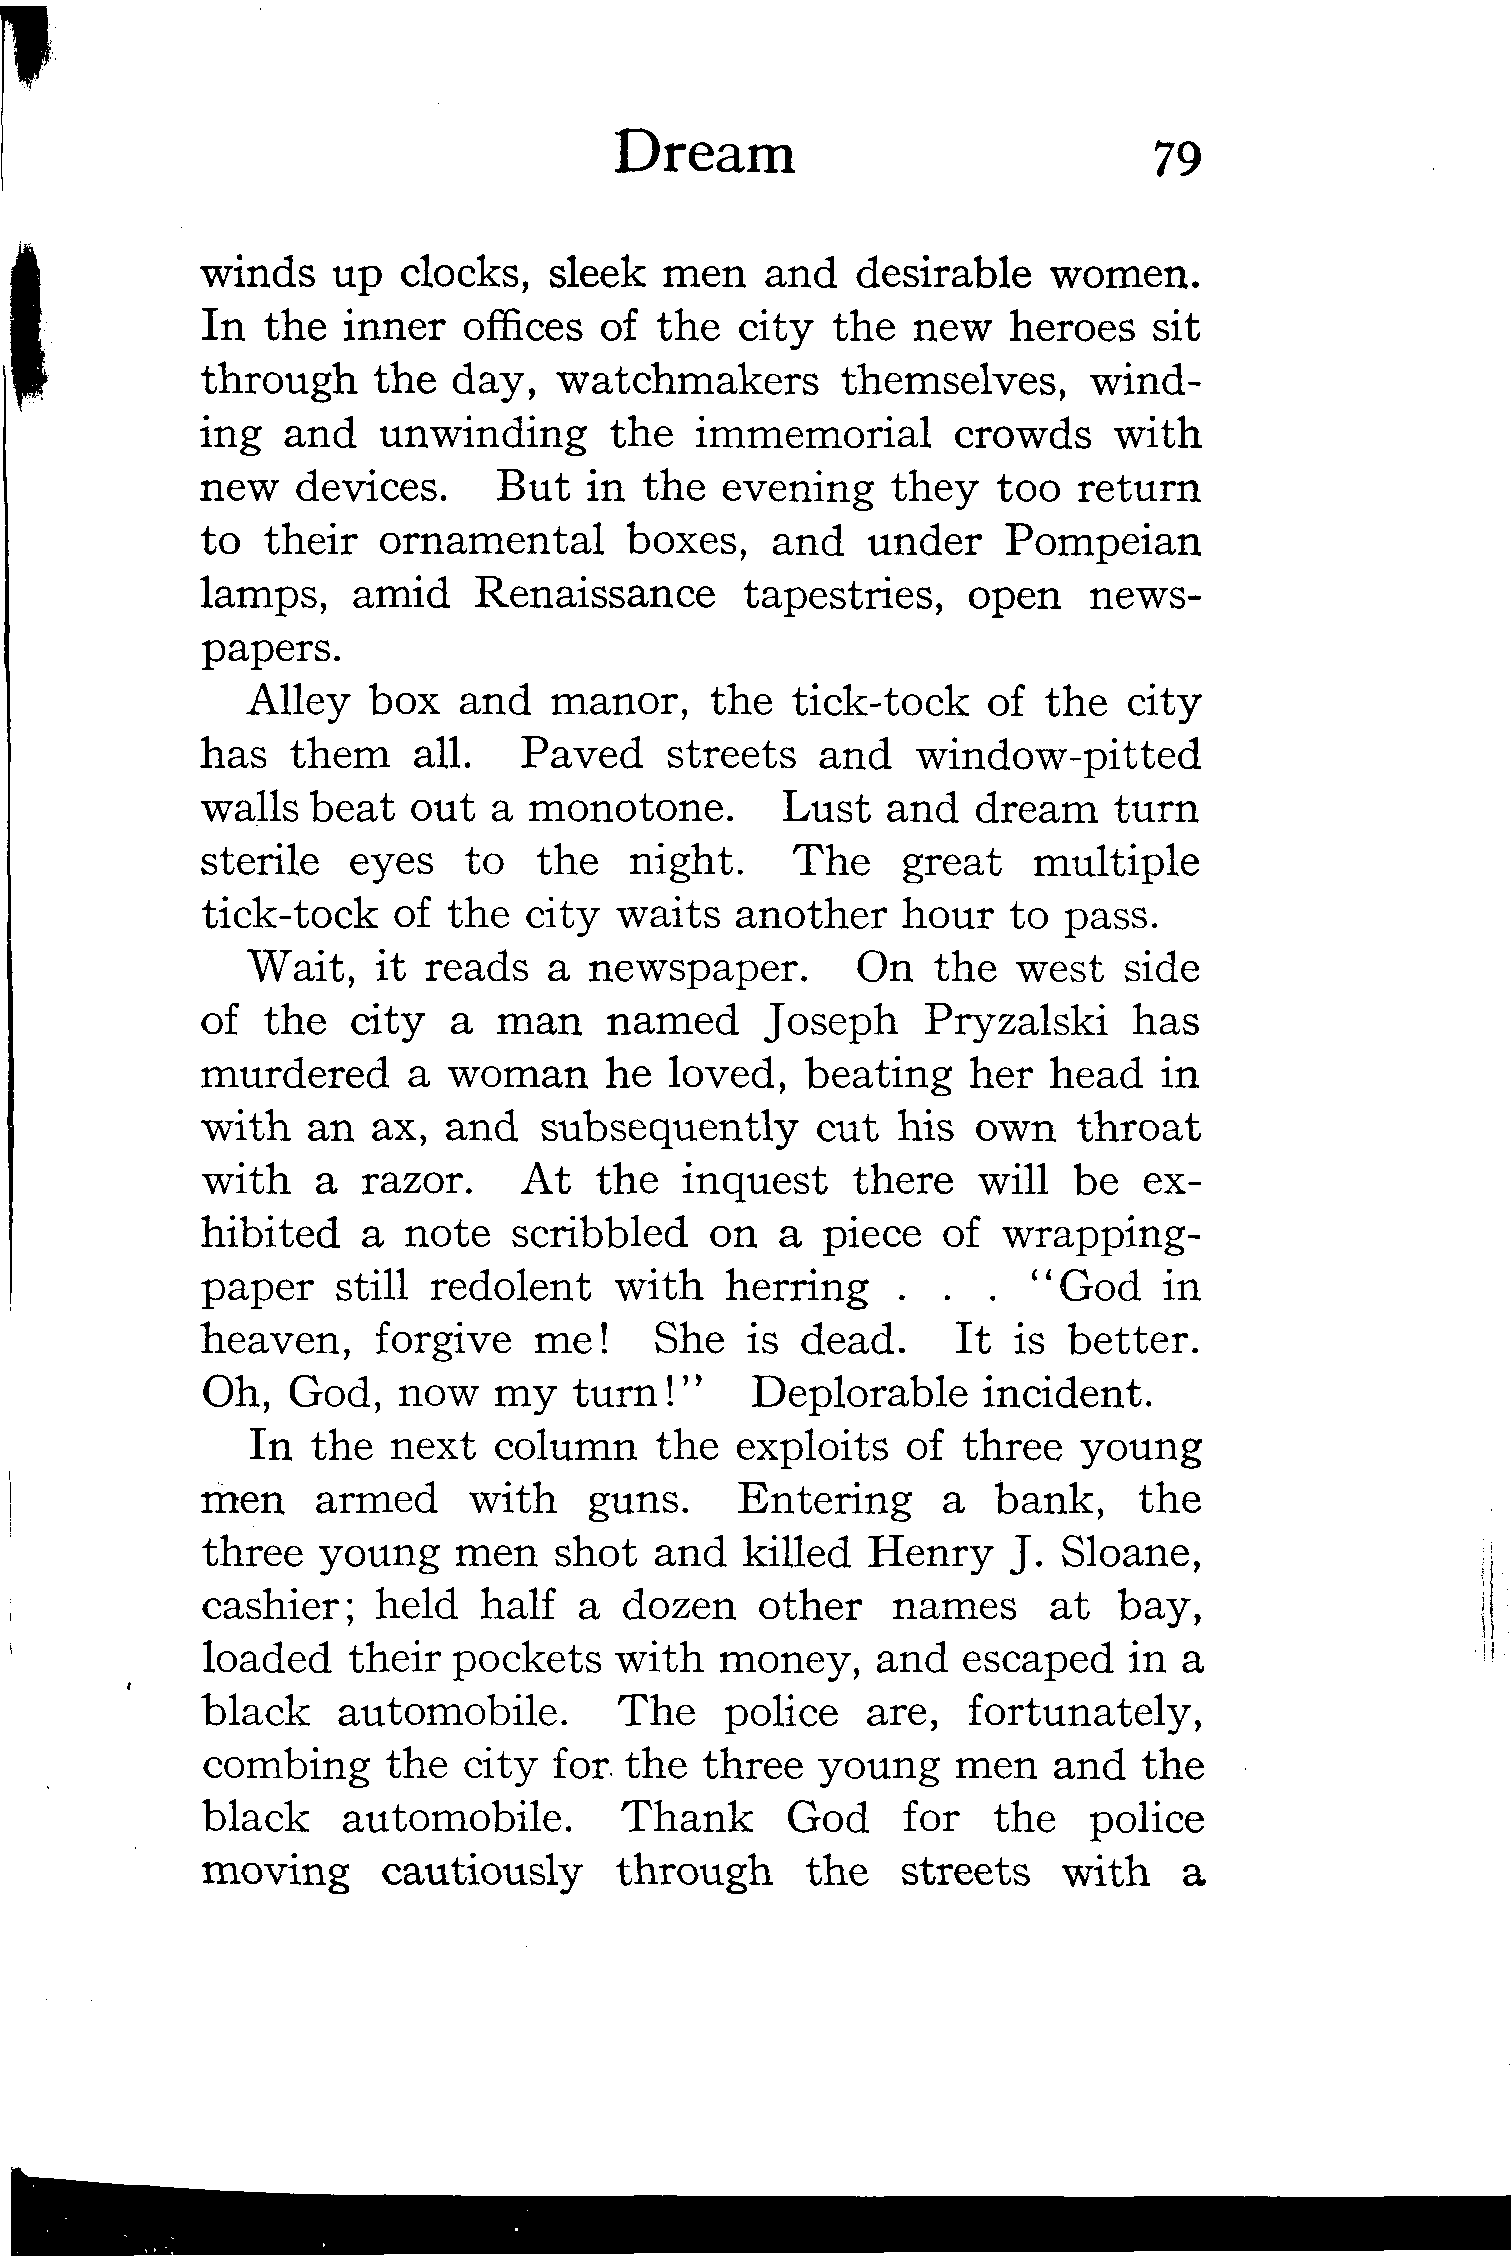 Dream 79
winds up clocks, sleek men and desirable women.
In the inner offices of the city the new heroes sit
through the day, watchmakers themselves, wind-
ing and unwinding the immemorial crowds with
new devices. But in the evening they too return
to their ornamental boxes, and under Pompeian
lamps, amid Renaissance tapestries, open news-
papers.
Alley box and manor, the tick-tock of the city
has them all. Paved streets and window-pitted
walls beat out a monotone. Lust and dream turn
sterile eyes to the night. The great multiple
tick-tock of the city waits another hour to pass.
Wait, it reads a newspaper. On the west side
of the city a man named Joseph Pryzalski has
murdered a woman he loved, beating her head in
with an ax, and subsequently cut his own throat
with a razor. At the inquest there will be ex-
hibited a note scribbled on a piece of wrapping-
paper still redolent with herring . . . "God in
heaven, forgive me! She is dead. It is better.
Oh, God, now my turn!" Deplorable incident.
In the next column the exploits of three young
men armed with guns. Entering a bank, the
three young men shot and killed Henry J. Sloane,
cashier; held half a dozen other names at bay,
loaded their pockets with money, and escaped in a
black automobile. The police are, fortunately,
combing the city for the three young men and the
black automobile. Thank God for the police
moving cautiously through the streets with a